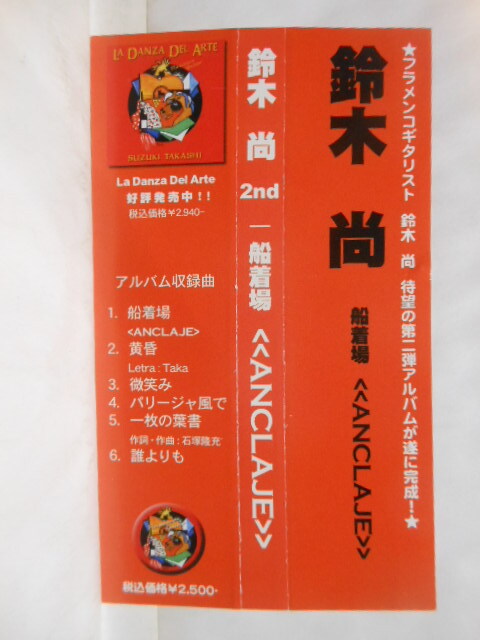 ★フラメンコギタリスト 鈴木 尚 待望の第二弾アルバムが遂に完成!★
鈴木 尚
船着場 <<ANCLAJE>>
鈴木 尚 2nd ― 船着場 <<ANCLAJE>>
LA DANZA DEL ARTE
SUZUKI TAKASHI
La Danza Del Arte
好評発売中!!
税込価格¥2.940-
アルバム収録曲
1. 船着場
<ANCLAJE>
2. 黄昏
Letra : Taka
3. 微笑み
4. バリージャ風で
5. 一枚の葉書
作詞・作曲:石塚隆充
6. 誰よりも
税込価格¥2.500-